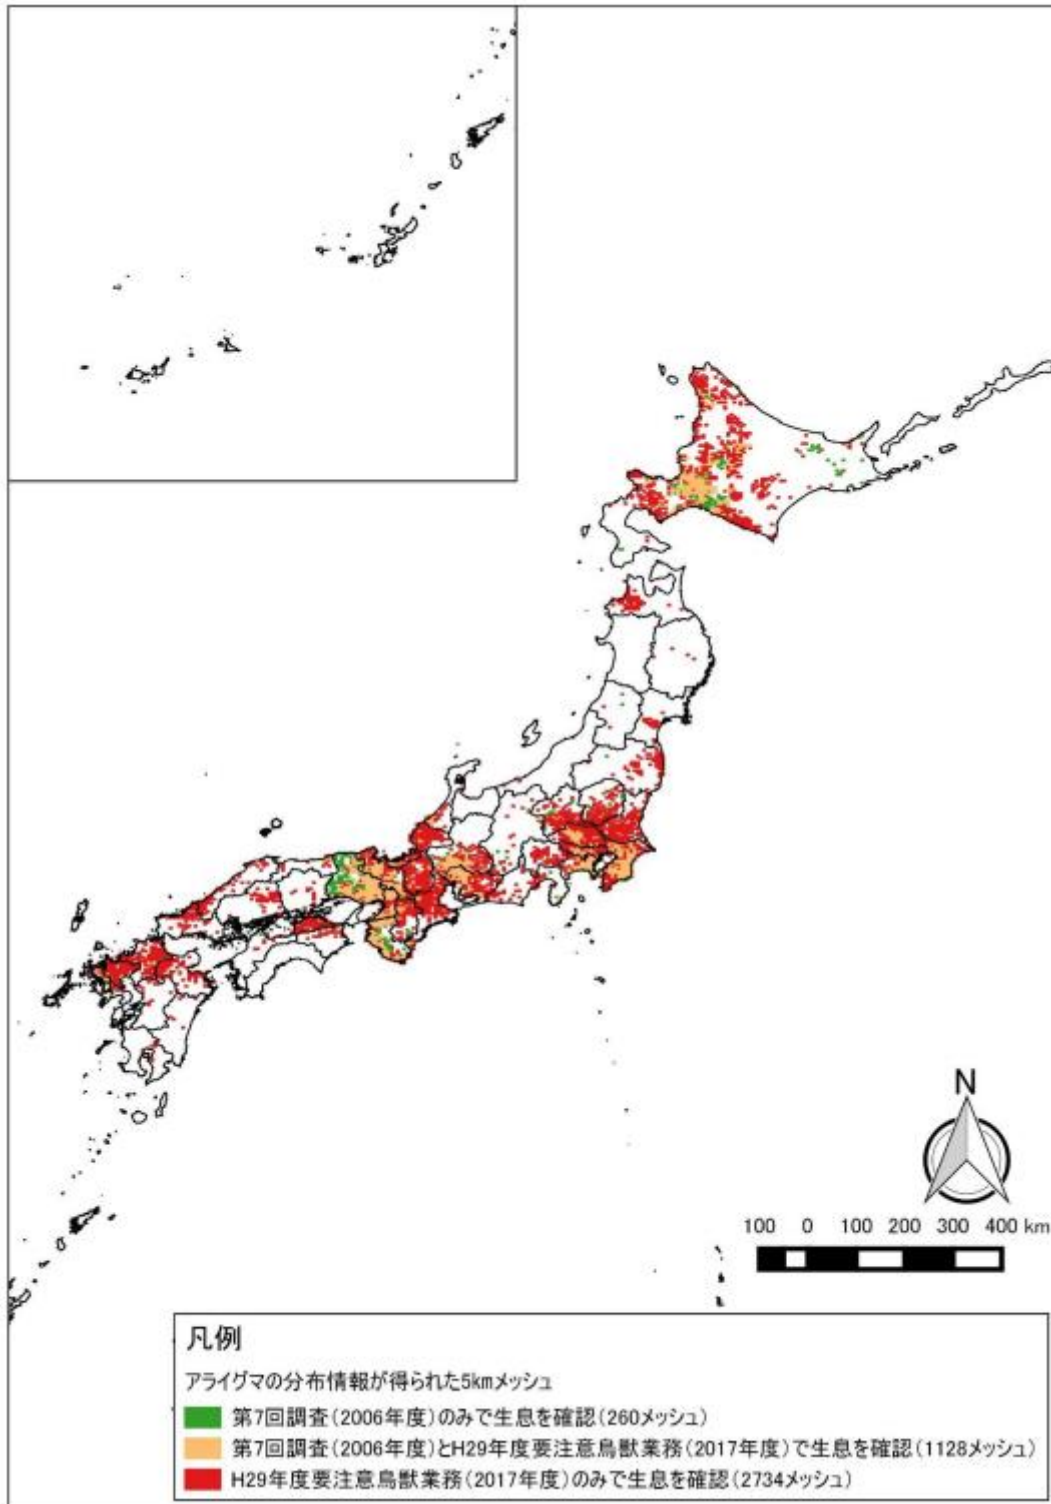 N
100 0 100 200 300 400 km
凡例
アライグマの分布情報が得られた5kmメッシュ
第7回調査(2006年度)のみで生息を確認(260メッシュ)
第7回調査(2006年度)とH29年度要注意鳥獣業務(2017年度)で生息を確認(1128メッシュ)
H29年度要注意鳥獣業務(2017年度)のみで生息を確認(2734メッシュ)